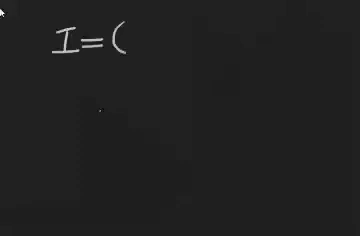 I = (